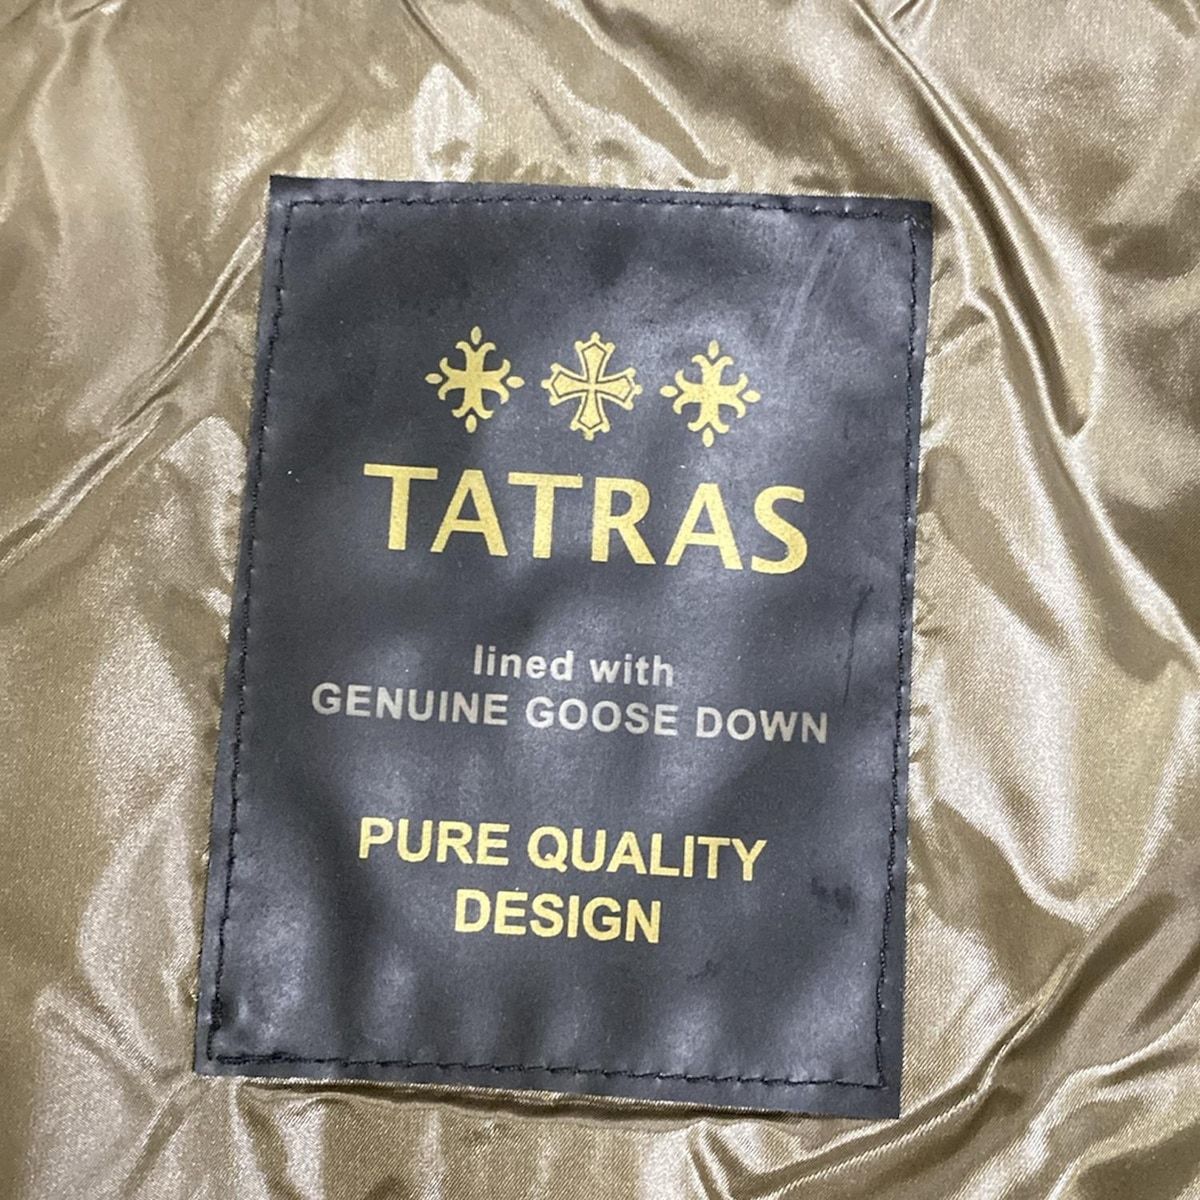 TATRAS
lined with
GENUINE GOOSE DOWN
PURE QUALITY
DESIGN